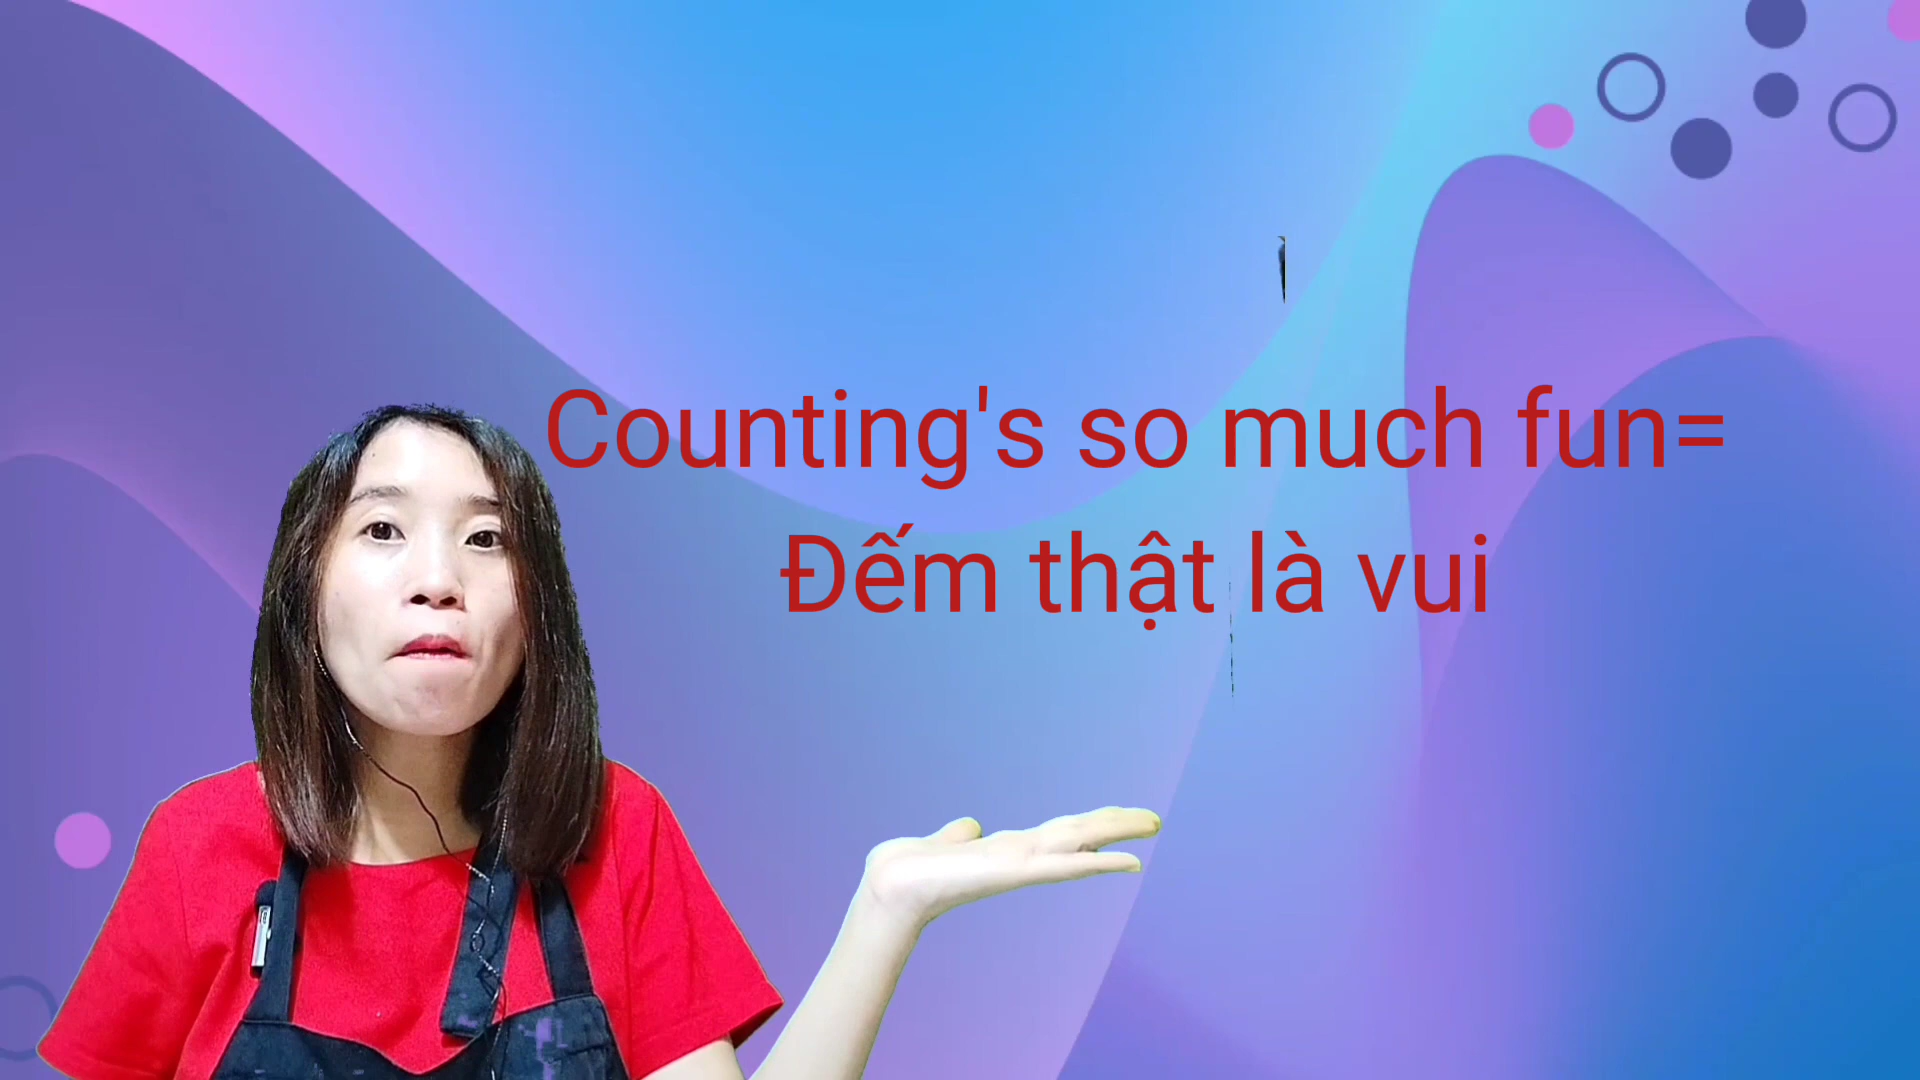 Counting's so much fun=
Đếm thật là vui